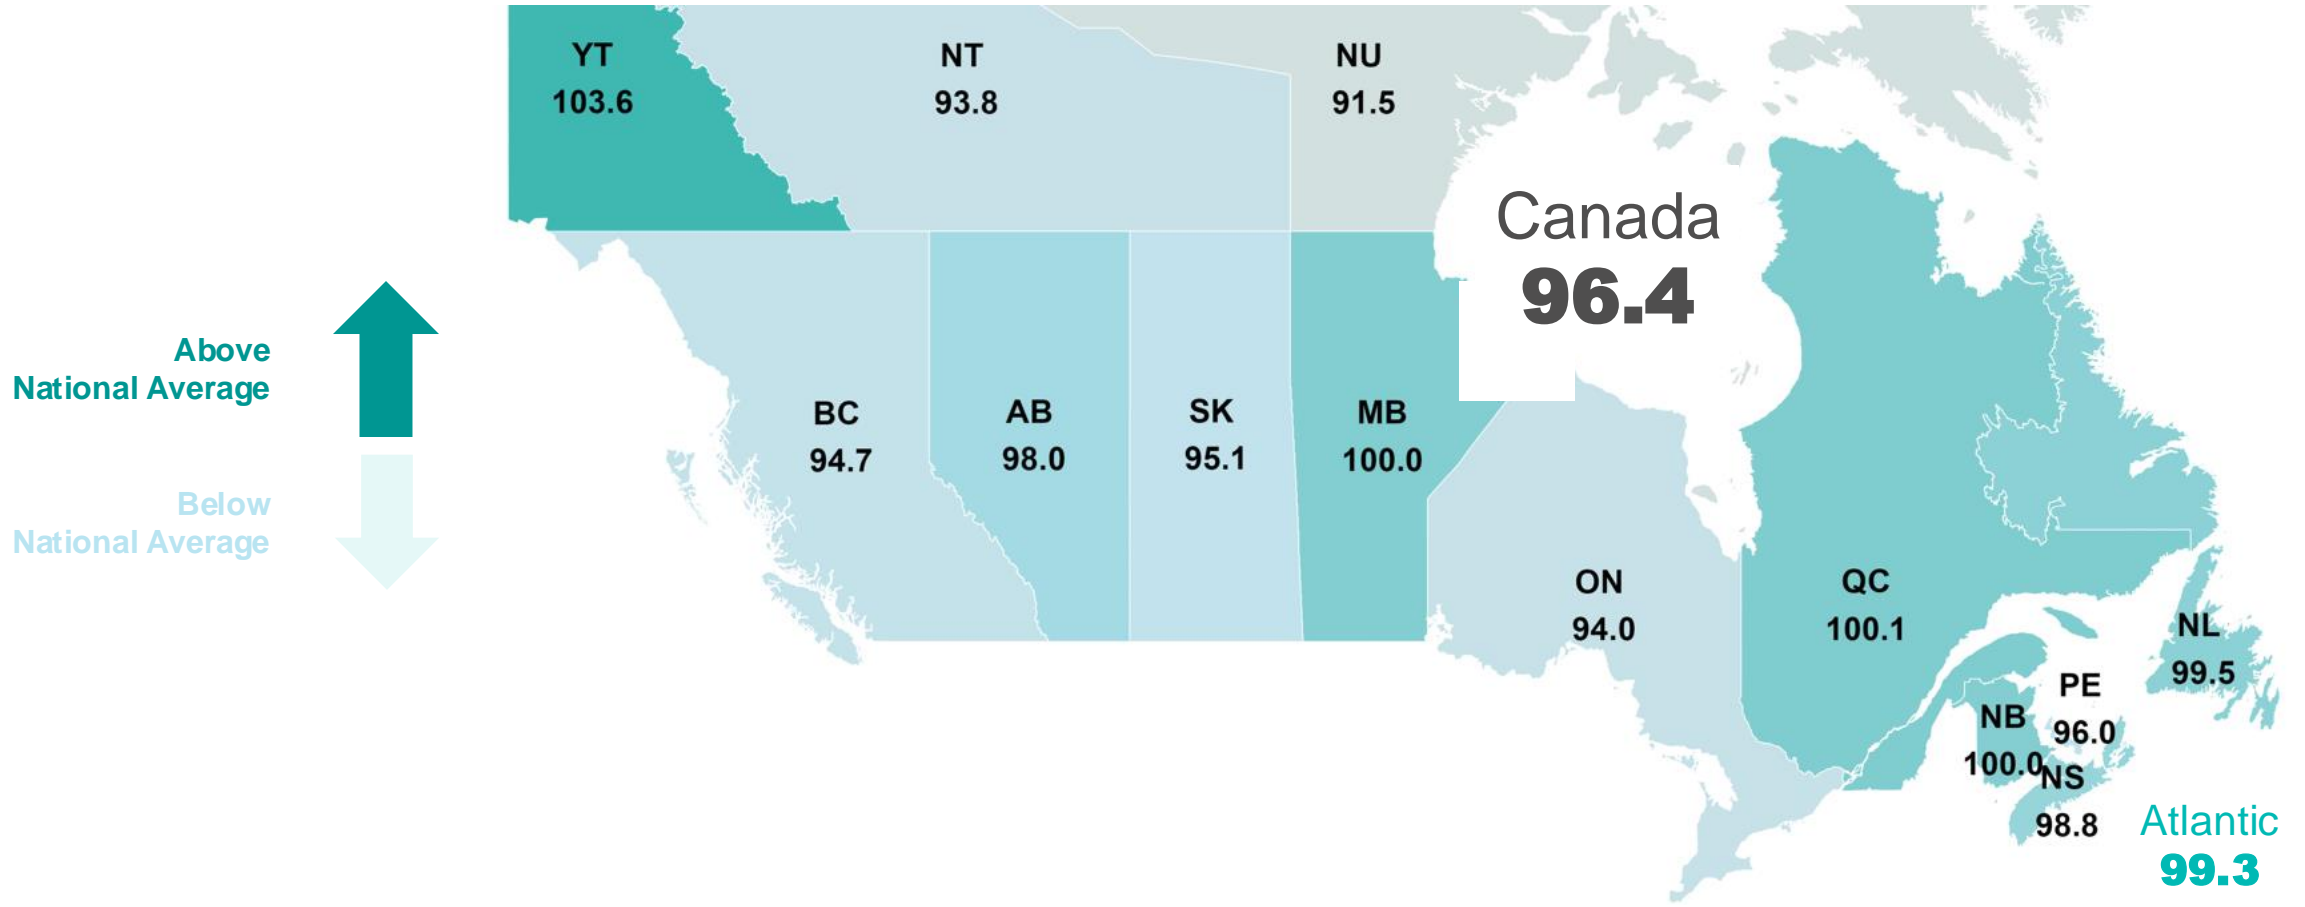 YT
103.6
NT
93.8
NU
91.5
Canada
96.4
Above
National Average
Below
National Average
BC
94.7
AB
98.0
SK
95.1
MB
100.0
ON
94.0
QC
100.1
NL
99.5
PE
96.0
NB
100.0
NS
98.8
Atlantic
99.3